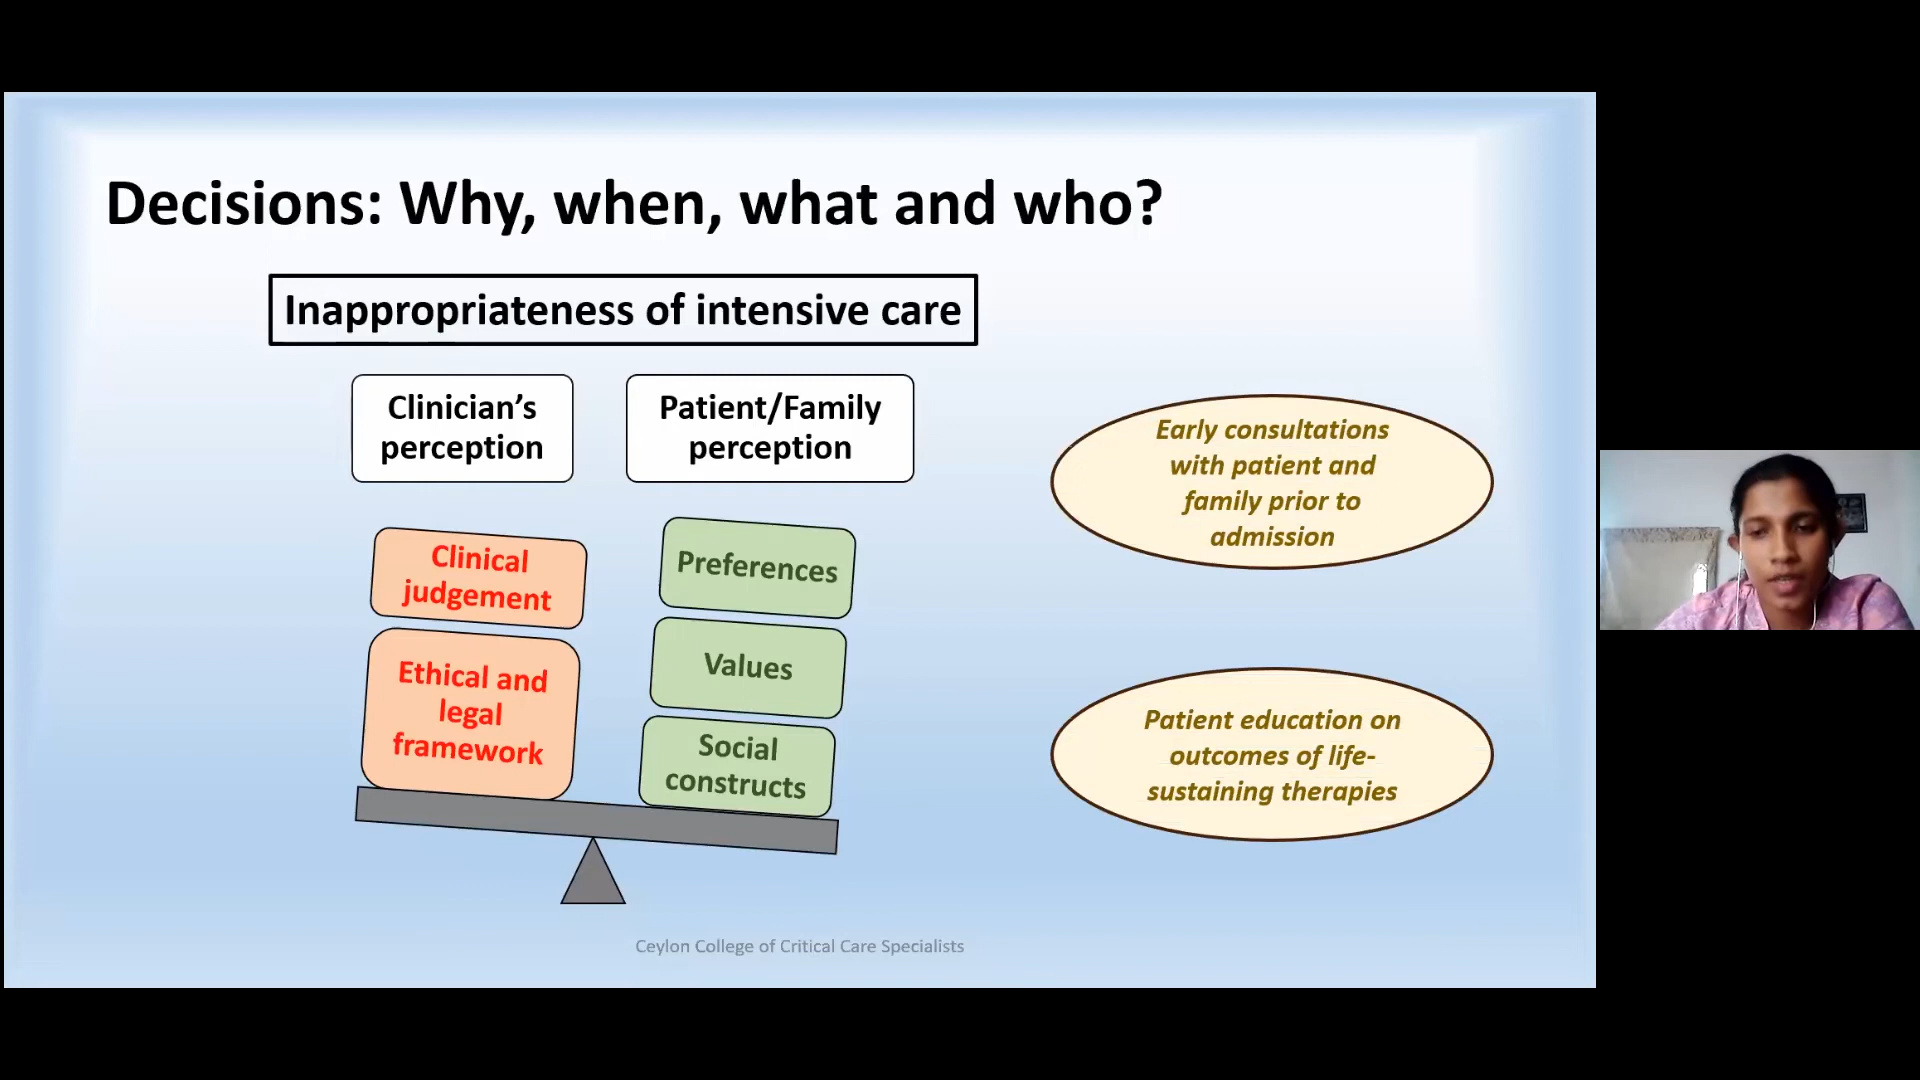 Decisions: Why, when, what and who?
Inappropriateness of intensive care
Clinician’s
perception
Patient/Family
perception
Clinical
judgement
Ethical and
legal
framework
Preferences
Values
Social
constructs
Early consultations
with patient and
family prior to
admission
Patient education on
outcomes of life-
sustaining therapies
Ceylon College of Critical Care Specialists